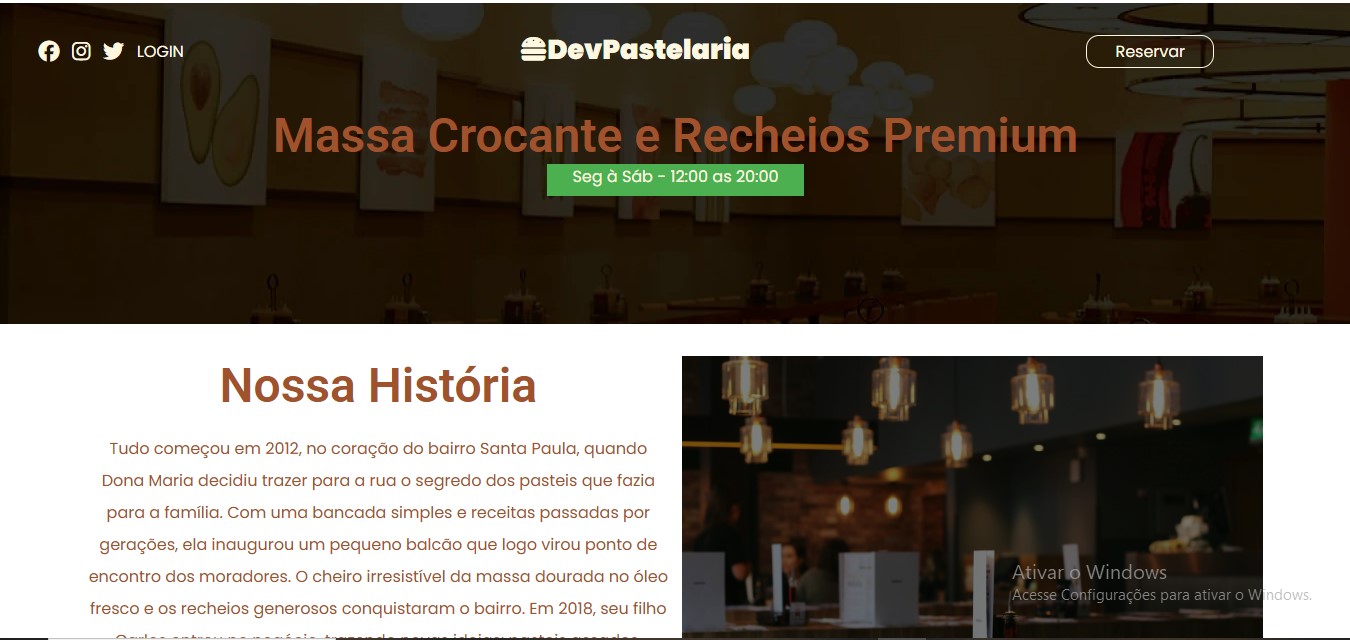 LOGIN
DevPastelaria
Reservar
Massa Crocante e Recheios Premium
Seg à Sáb - 12:00 as 20:00
Nossa História
Tudo começou em 2012, no coração do bairro Santa Paula, quando
Dona Maria decidiu trazer para a rua o segredo dos pasteis que fazia
para a família. Com uma bancada simples e receitas passadas por
gerações, ela inaugurou um pequeno balcão que logo virou ponto de
encontro dos moradores. O cheiro irresistível da massa dourada no óleo
fresco e os recheios generosos conquistaram o bairro. Em 2018, seu filho
Ativar o Windows
Acesse Configurações para ativar o Windows.